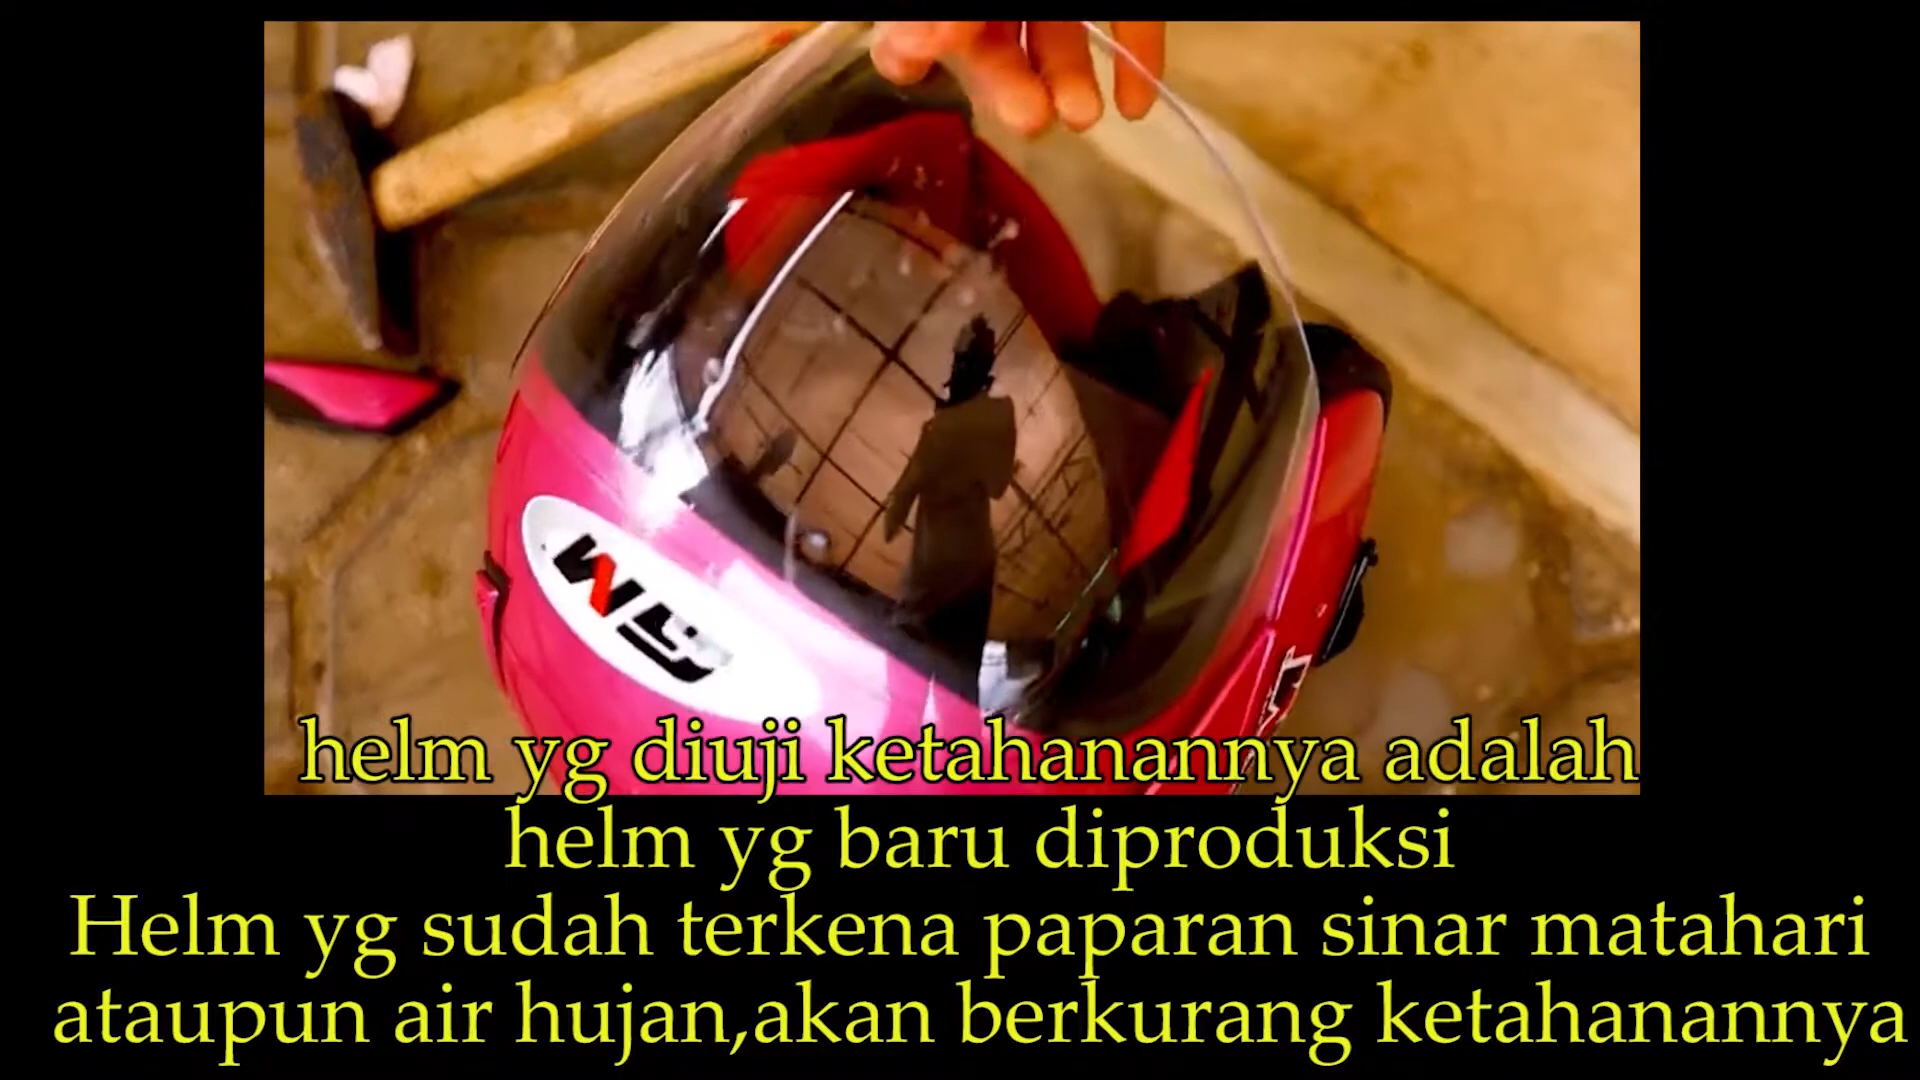 helm yg diuji ketahanannya adalah
helm yg baru diproduksi
Helm yg sudah terkena paparan sinar matahari
ataupun air hujan,akan berkurang ketahanannya